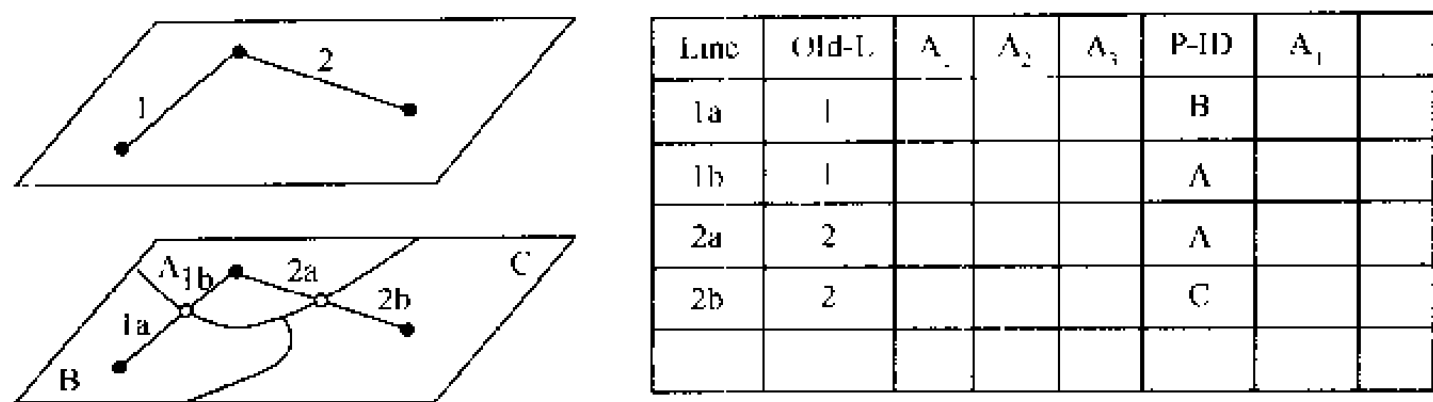 1
2
A
1b
2a
C
2b
1a
B
Line Old-L A A₂ A₃ P-ID A₁
1a 1 B
1b 1 A
2a 2 A
2b 2 C